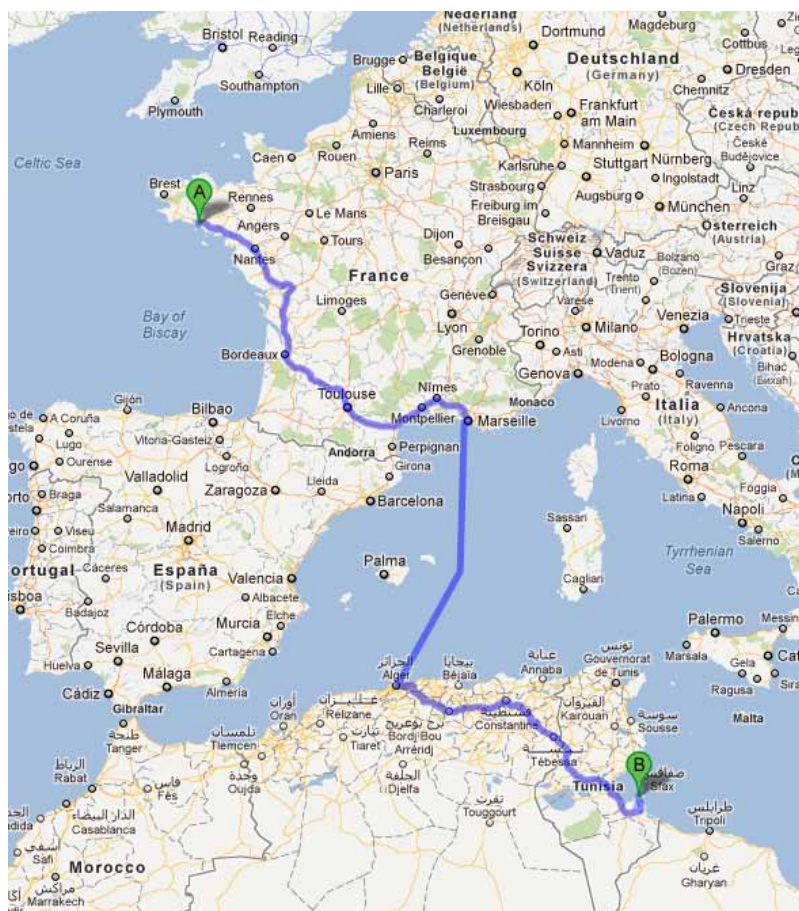 Nederland
(Netherlands)
Magdeburg
Bristol
Reading
Dortmund
Cottbus
Brugge
Belgique
België
(Belgium)
Deutschland
(Germany)
Dresden
Southampton
Lille
Köln
Chemnitz
Plymouth
Charleroi
Wiesbaden
Frankfurt
am Main
Amiens
Luxembourg
Česká repub
(Czech Repub
Celtic Sea
Caen
Rouen
Reims
Mannheim
Nürnberg
České
Budějovice
Paris
Karlsruhe
Stuttgart
Ingolstadt
Brest
A
Rennes
Strasbourg
Augsburg
Linz
Le Mans
Freiburg im
Breisgau
München
Angers
Tours
Dijon
Schweiz
Suisse
Svizzera
(Switzerland)
Österreich
(Austria)
Nantes
Besançon
Vaduz
Bolzano
(Bozen)
Graz
France
Trento
(Trient)
Slovenija
(Slovenia)
Bay of
Biscay
Limoges
Genève
Varese
Trieste
Lyon
Milano
Venezia
Hrvatska
(Croatia)
Grenoble
Torino
Asti
Modena
Bologna
Bihać
(Бихаћ)
Bordeaux
Genova
Ravenna
Gijón
Toulouse
Nîmes
Monaco
Prato
A Coruña
Bilbao
Montpellier
Marseille
Livorno
Italia
(Italy)
Ancona
Lugo
Vitoria-Gasteiz
Andorra
Perpignan
Foligno
Pescara
Ourense
Logroño
Girona
Roma
Foggia
Braga
Valladolid
Zaragoza
Lleida
Barcelona
Latina
Napoli
Salerno
Viseu
Salamanca
Sassari
Coimbra
Madrid
Tyrrhenian
Sea
Portugal
Cáceres
España
(Spain)
Valencia
Palma
Cagliari
Lisboa
Badajoz
Albacete
Palermo
Messin
Córdoba
Murcia
Elche
Marsala
Cat
Huelva
Sevilla
Cartagena
Gela
Ragusa
Sira
Cádiz
Málaga
Almería
الجزائر
Alger
بجاية
Béjaïa
عنابة
Annaba
تونس
Gouvernorat
de Tunis
Malta
Gibraltar
وهران
Oran
Relizane
قسنطينة
Constantine
القيروان
Karouan
سوسة
Sousse
طنجة
Tanger
تلمسان
Tlemcen
تيارت
Tiaret
برج بوعريريج
Bordj Bou
Arréridj
Tébessa
B
صفاقس
Sfax
الرباط
Rabat
فاس
Fès
وجدة
Oujda
الجلفة
Djelfa
تقرت
Touggourt
Tunisia
طرابلس
Tripoli
الدار البيضاء
Casablanca
آسفي
Safi
Morocco
غريان
Gharyan
مراكش
Marrakech